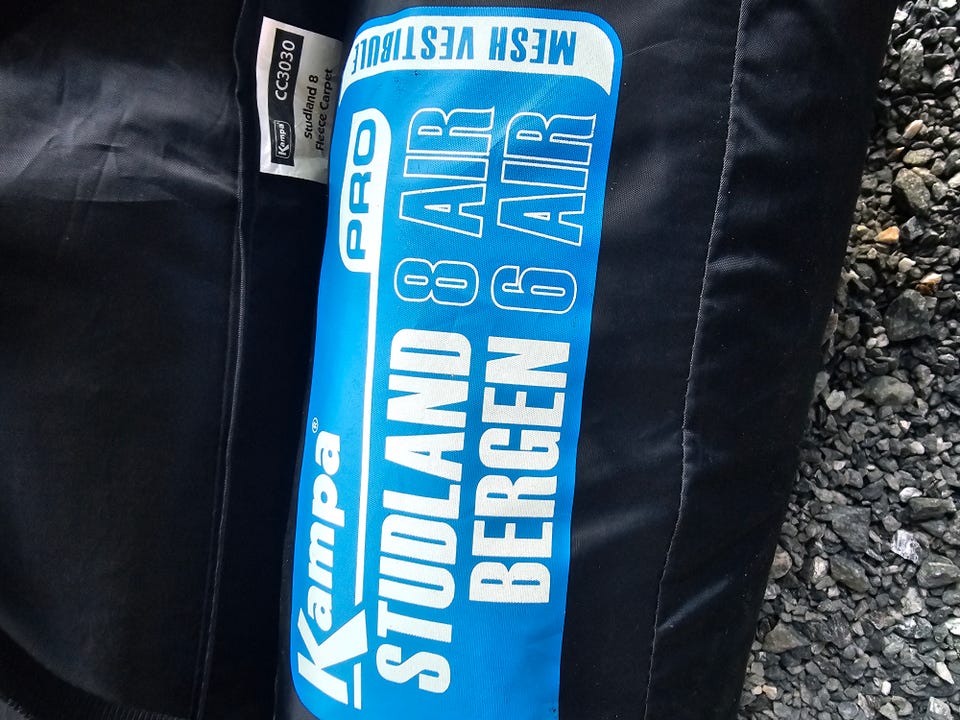 Kampa CC3030
Studland 8
Fleece Carpet
Kampa® PRO
STUDLAND 8 AIR
BERGEN 6 AIR
MESH VESTIBULE